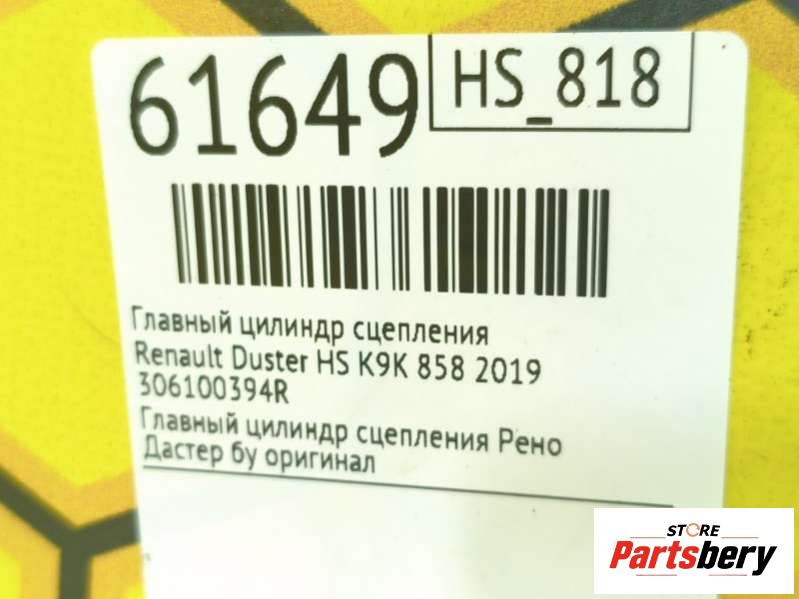 61649
HS_818
Главный цилиндр сцепления
Renault Duster HS K9K 858 2019
306100394R
Главный цилиндр сцепления Рено
Дастер бу оригинал
STORE
Partsbery